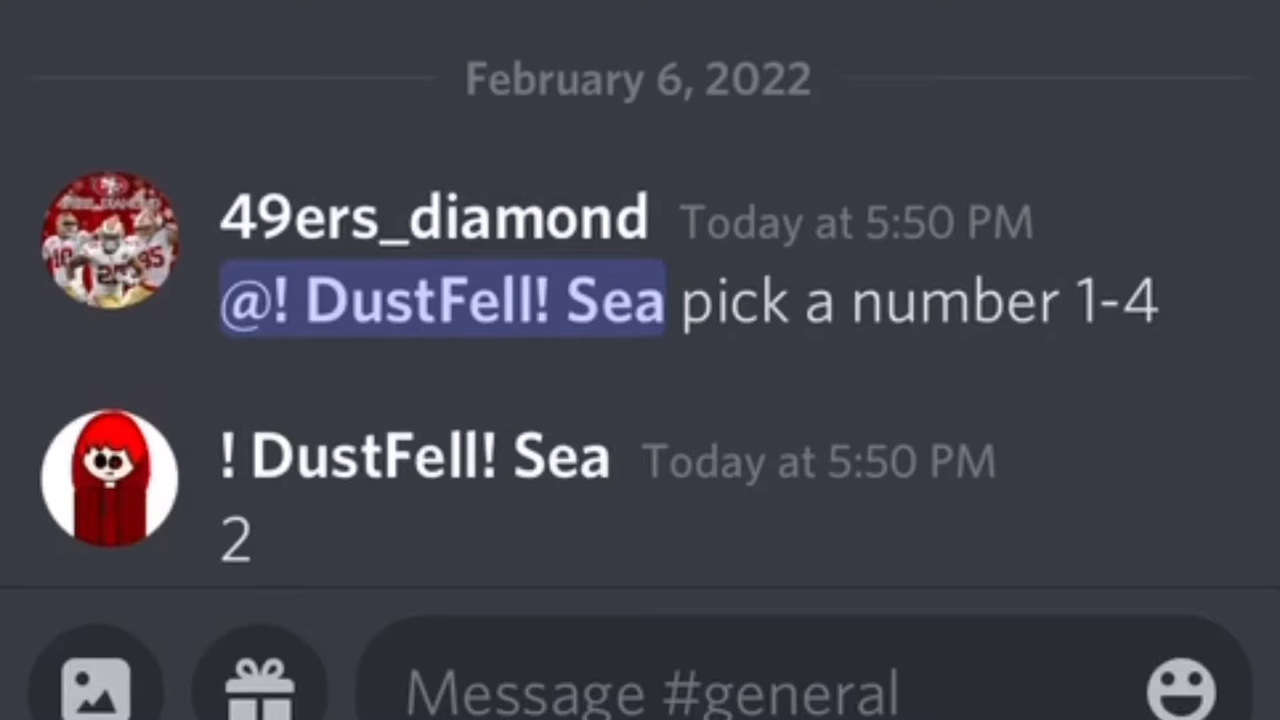 February 6, 2022
49ers_diamond Today at 5:50 PM
@! DustFell! Sea pick a number 1-4
! DustFell! Sea Today at 5:50 PM
2
Message #general